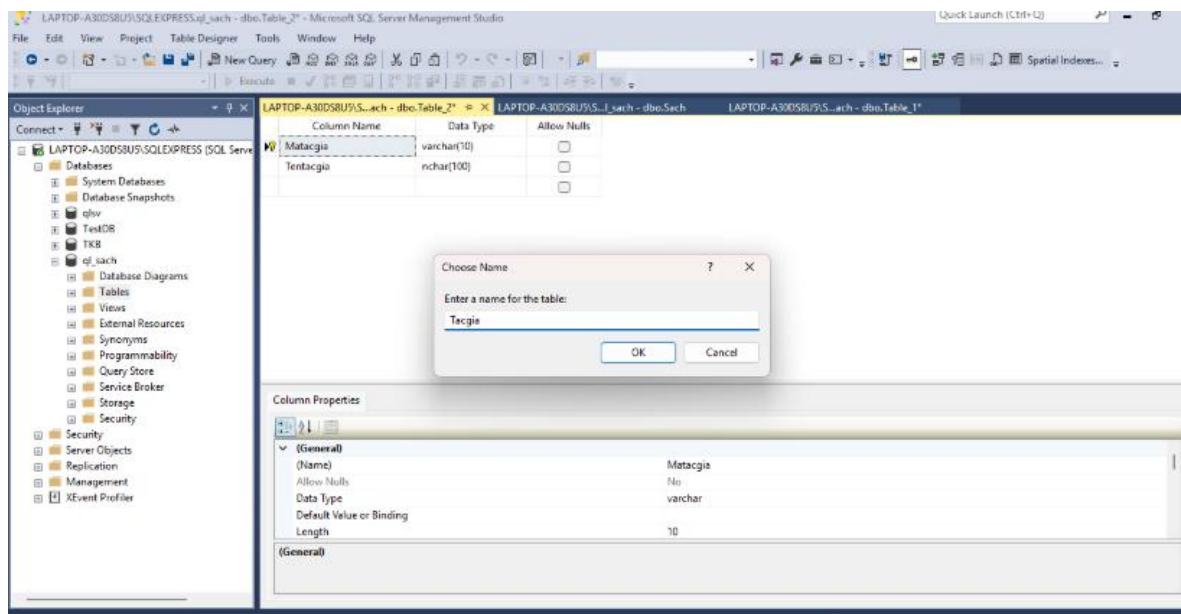 LAPTOP-A30DS8U5\SQLEXPRESS.ql_sach - dbo.Table_2* - Microsoft SQL Server Management Studio
Quick Launch (Ctrl+Q)
File Edit View Project Table Designer Tools Window Help
New Query
Spatial Indexes...
Execute
Object Explorer
LAPTOP-A30DS8U5\S...ach - dbo.Table_2* LAPTOP-A30DS8U5\S...l_sach - dbo.Sach LAPTOP-A30DS8U5\S...ach - dbo.Table_1*
Connect
Column Name Data Type Allow Nulls
LAPTOP-A30DS8U5\SQLEXPRESS (SQL Serve
Matacgia varchar(10)
Databases
Tentacgia nchar(100)
System Databases
Database Snapshots
qlsv
TestDB
TKB
ql_sach
Database Diagrams
Tables
Views
External Resources
Synonyms
Programmability
Query Store
Service Broker
Storage
Security
Security
Server Objects
Replication
Management
XEvent Profiler
Choose Name
Enter a name for the table:
Tacgia
OK Cancel
Column Properties
(General)
(Name) Matacgia
Allow Nulls No
Data Type varchar
Default Value or Binding
Length 10
(General)